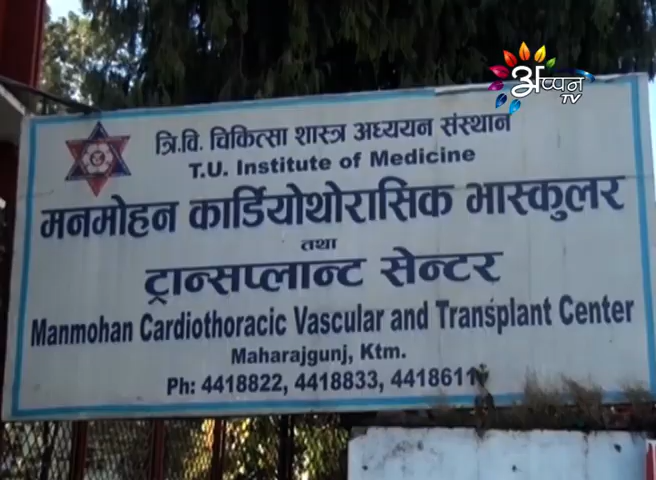 अप्पन
TV
त्रि.वि. चिकित्सा शास्त्र अध्ययन संस्थान
T.U. Institute of Medicine
मनमोहन कार्डियोथोरासिक भास्कुलर
तथा
ट्रान्सप्लान्ट सेन्टर
Manmohan Cardiothoracic Vascular and Transplant Center
Maharajgunj, Ktm.
Ph: 4418822, 4418833, 4418611